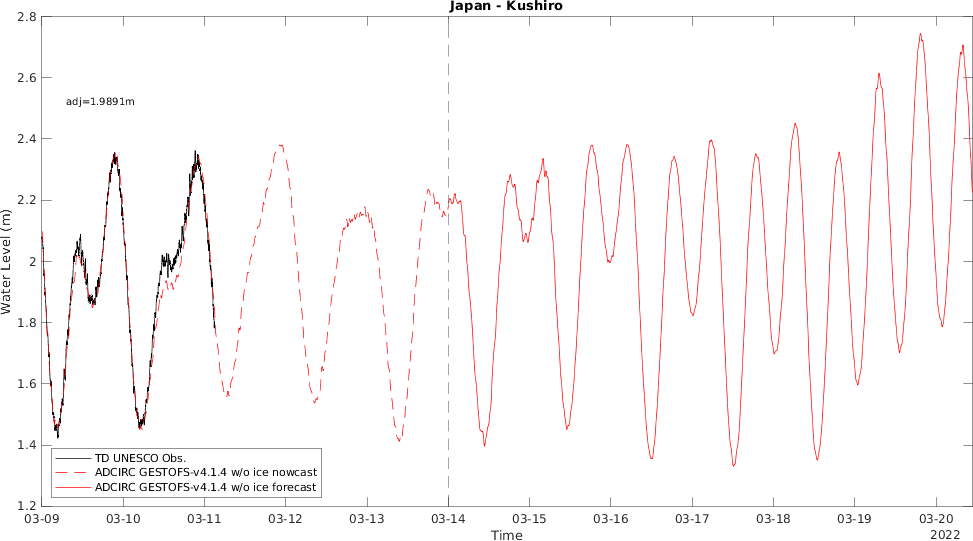 Japan - Kushiro
2.8
2.6
2.4
2.2
2
1.8
1.6
1.4
1.2
Water Level (m)
adj=1.9891m
TD UNESCO Obs.
ADCIRC GESTOFS-v4.1.4 w/o ice nowcast
ADCIRC GESTOFS-v4.1.4 w/o ice forecast
03-09 03-10 03-11 03-12 03-13 03-14 03-15 03-16 03-17 03-18 03-19 03-20
Time
2022